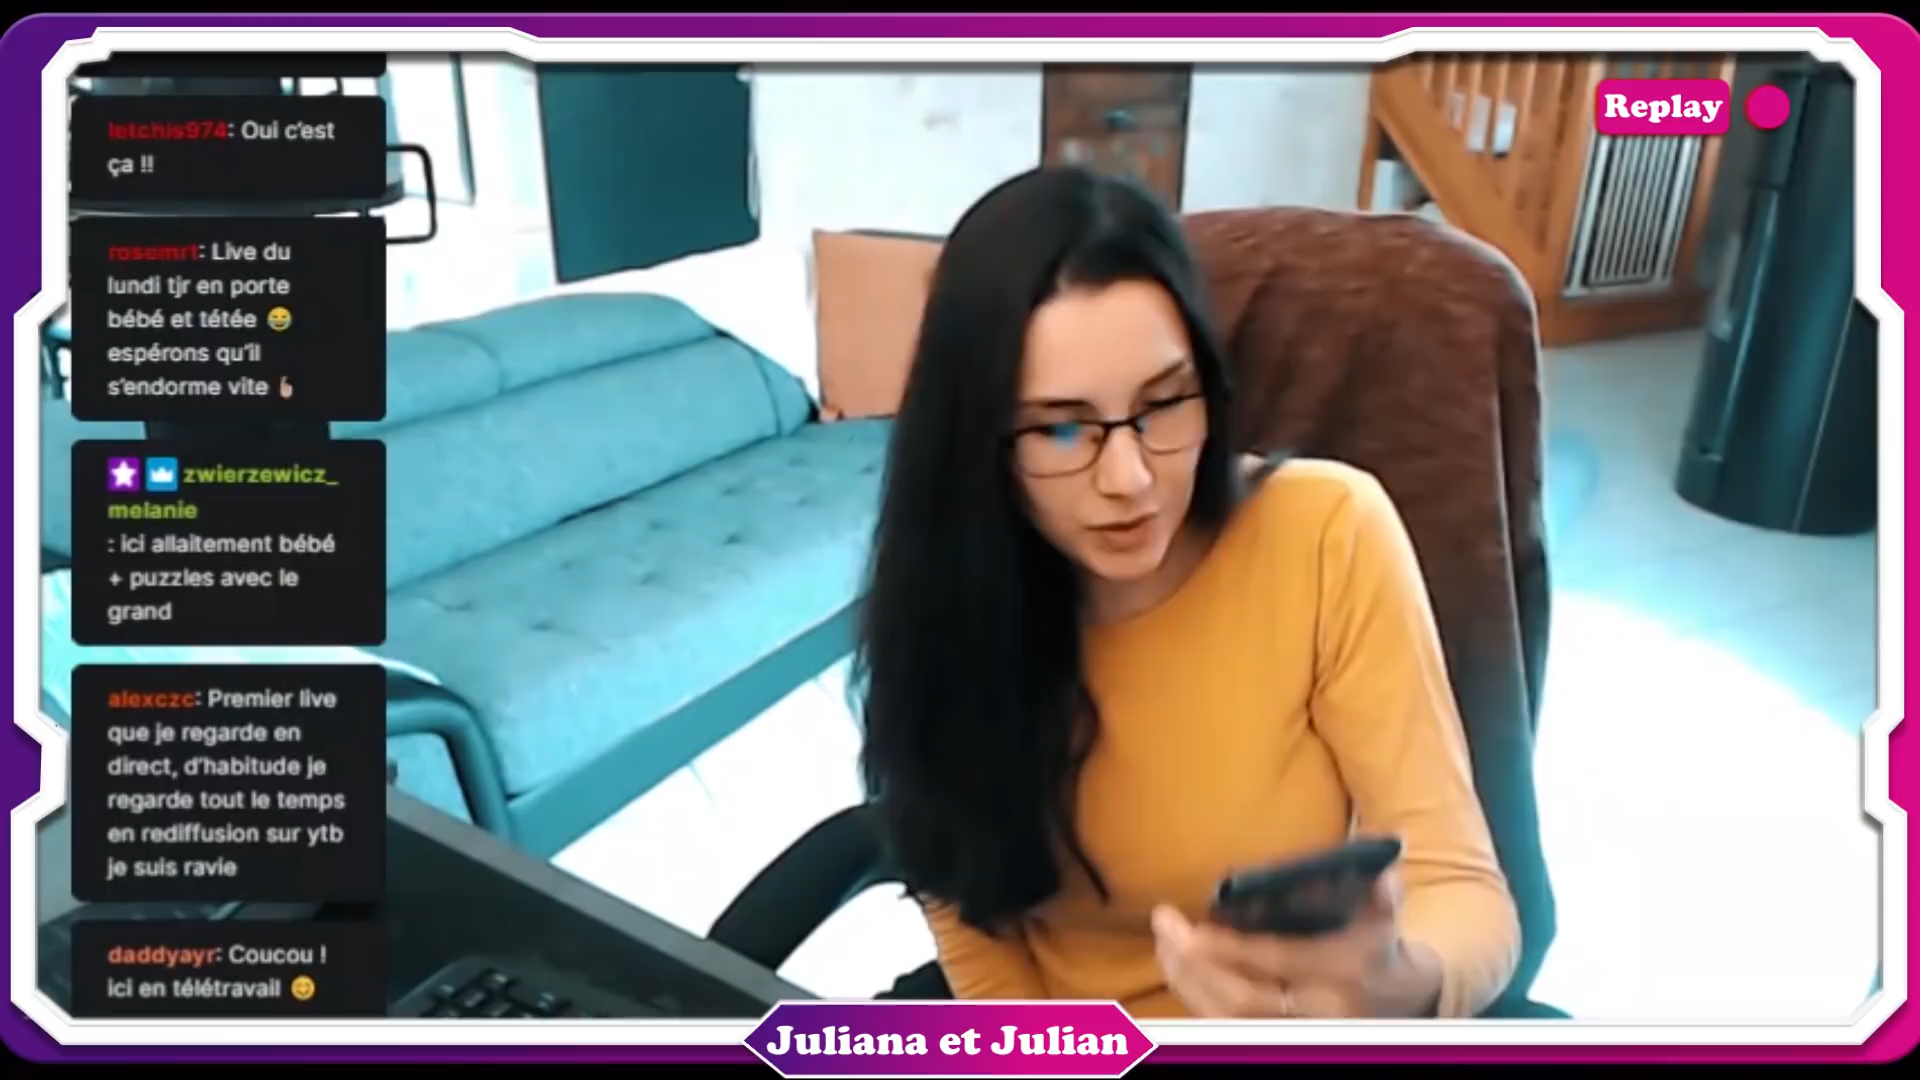 letchis974: Oui c'est
ça !!
rosemrt: Live du
lundi tjr en porte
bébé et tétée 😂
espérons qu'il
s'endorme vite 🤞🏼
zwierzewicz_
melanie
: ici allaitement bébé
+ puzzles avec le
grand
alexczc: Premier live
que je regarde en
direct, d'habitude je
regarde tout le temps
en rediffusion sur ytb
je suis ravie
daddyayr: Coucou !
ici en télétravail 😊
Replay
Juliana et Julian